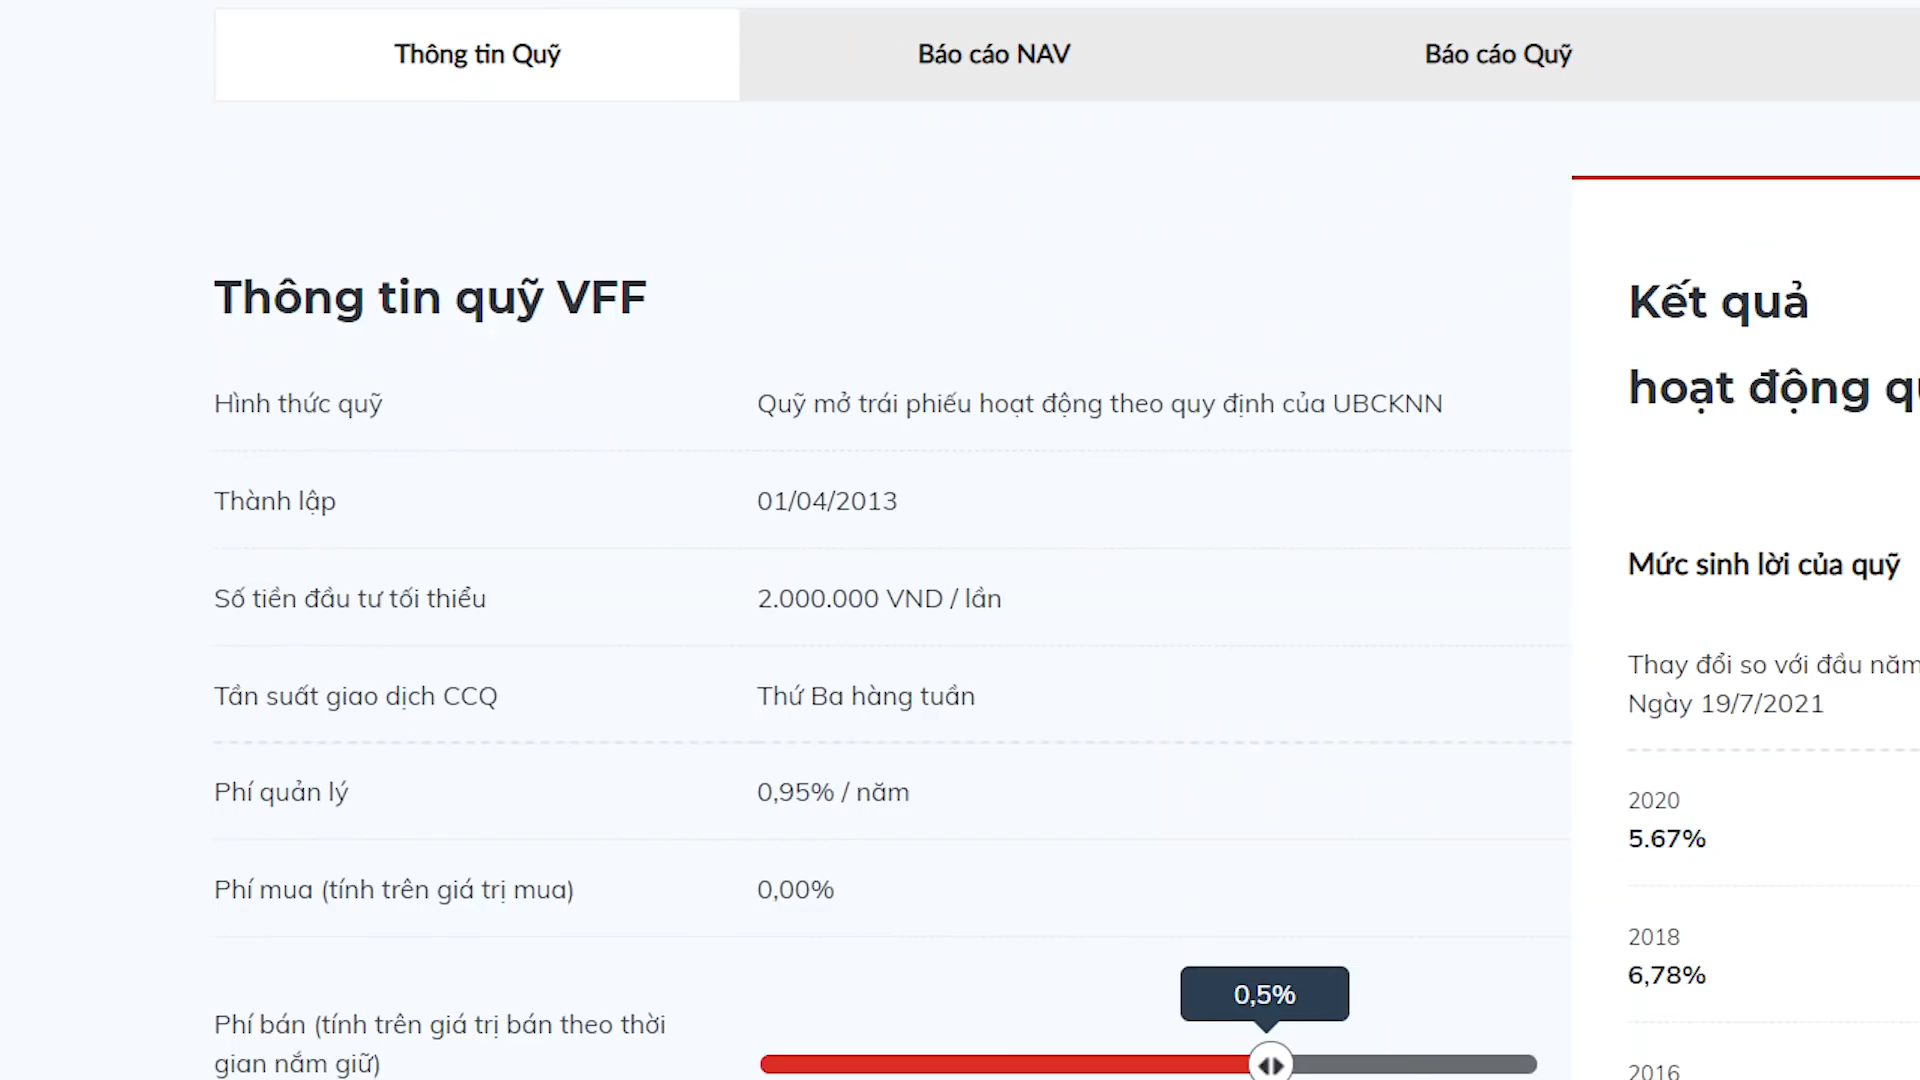 Thông tin Quỹ
Báo cáo NAV
Báo cáo Quỹ
Thông tin quỹ VFF
Hình thức quỹ
Quỹ mở trái phiếu hoạt động theo quy định của UBCKNN
Thành lập
01/04/2013
Số tiền đầu tư tối thiểu
2.000.000 VND / lần
Tần suất giao dịch CCQ
Thứ Ba hàng tuần
Phí quản lý
0,95% / năm
Phí mua (tính trên giá trị mua)
0,00%
Phí bán (tính trên giá trị bán theo thời
gian nắm giữ)
0,5%
Kết quả
hoạt động
Mức sinh lời của quỹ
Thay đổi so với đầu năm
Ngày 19/7/2021
2020
5.67%
2018
6,78%
2016